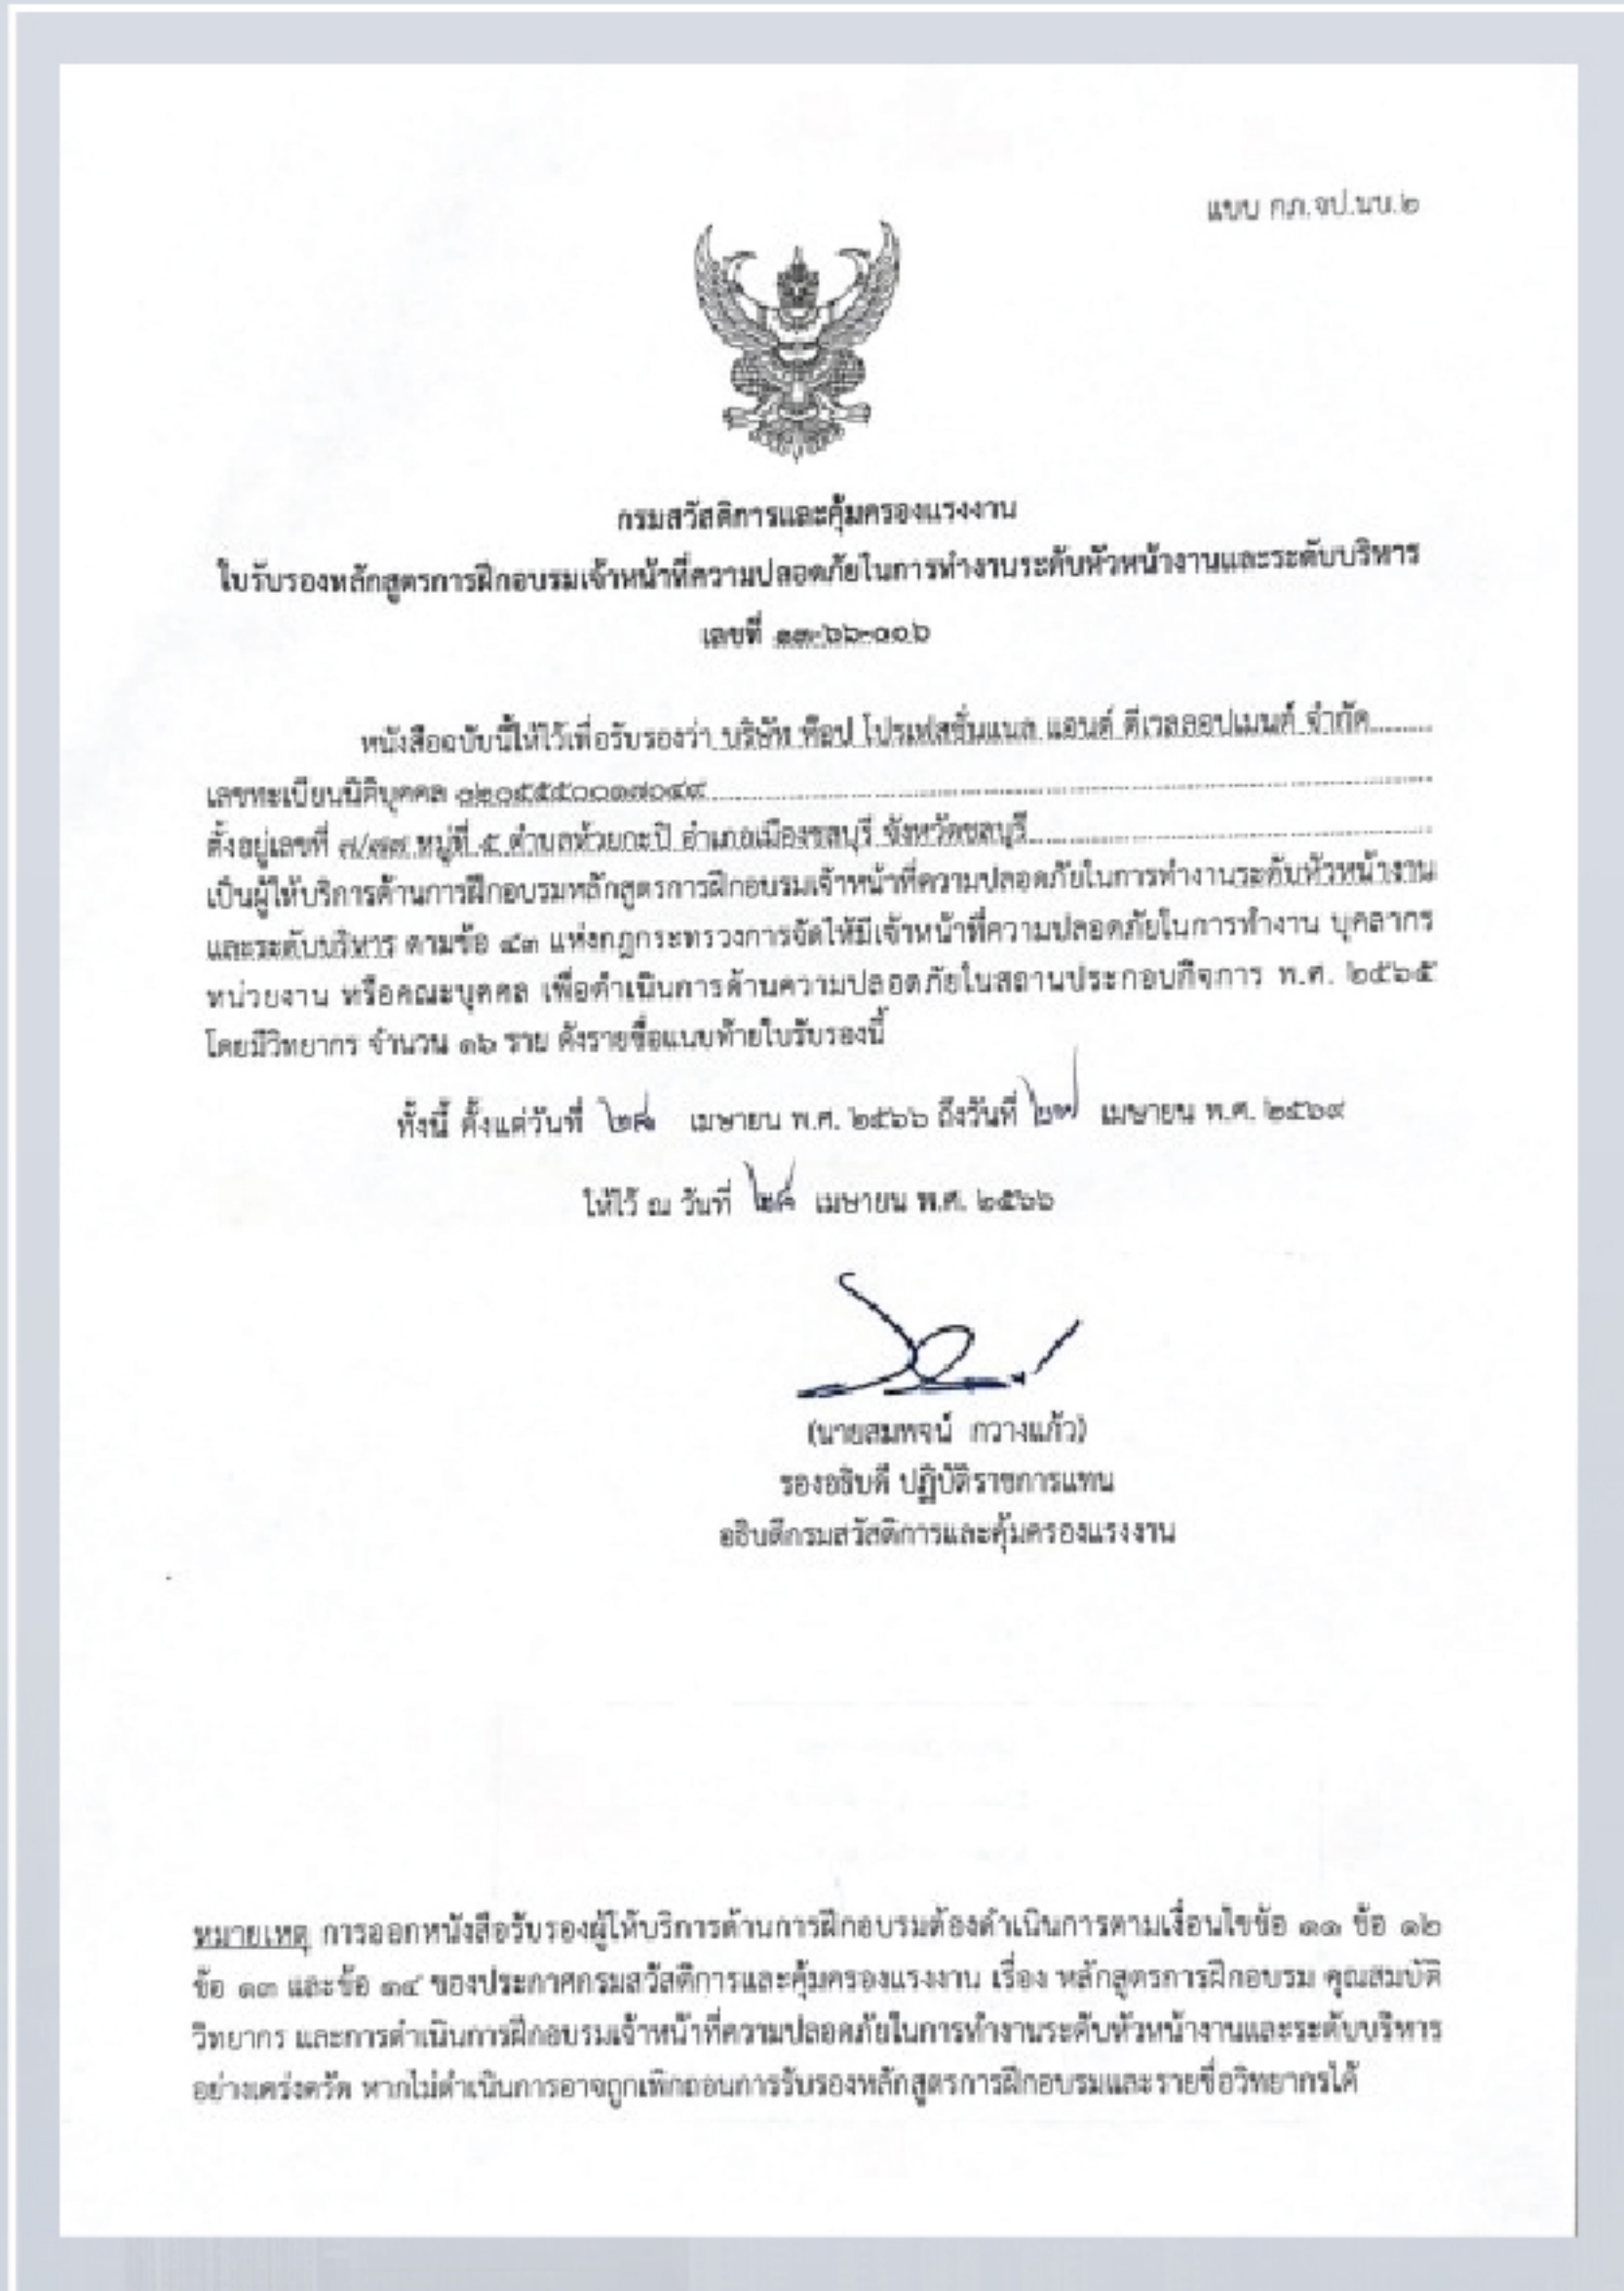 แบบ กภ.จป.นบ.๒
กรมสวัสดิการและคุ้มครองแรงงาน
ใบรับรองหลักสูตรการฝึกอบรมเจ้าหน้าที่ความปลอดภัยในการทำงานระดับหัวหน้างานและระดับบริหาร
เลขที่ ๑๓-๖๖-๐๐๖
หนังสือฉบับนี้ให้ไว้เพื่อรับรองว่า บริษัท ท๊อป โปรเฟสชั่นแนล แอนด์ ดีเวลลอปเมนท์ จำกัด
เลขทะเบียนนิติบุคคล
ตั้งอยู่เลขที่ หมู่ที่ ๕ ตำบลห้วยกะปิ อำเภอเมืองชลบุรี จังหวัดชลบุรี
เป็นผู้ให้บริการด้านการฝึกอบรมหลักสูตรการฝึกอบรมเจ้าหน้าที่ความปลอดภัยในการทำงานระดับหัวหน้างาน
และระดับบริหาร ตามข้อ ๔๓ แห่งกฎกระทรวงการจัดให้มีเจ้าหน้าที่ความปลอดภัยในการทำงาน บุคลากร
หน่วยงาน หรือคณะบุคคล เพื่อดำเนินการด้านความปลอดภัยในสถานประกอบกิจการ พ.ศ. ๒๕๖๕
โดยมีวิทยากร จำนวน ๑๖ ราย ดังรายชื่อแนบท้ายใบรับรองนี้
ทั้งนี้ ตั้งแต่วันที่ ๒๘ เมษายน พ.ศ. ๒๕๖๖ ถึงวันที่ ๒๗ เมษายน พ.ศ. ๒๕๖๙
ให้ไว้ ณ วันที่ ๒๘ เมษายน พ.ศ. ๒๕๖๖
(นายสมพจน์ กวางแก้ว)
รองอธิบดี ปฏิบัติราชการแทน
อธิบดีกรมสวัสดิการและคุ้มครองแรงงาน
หมายเหตุ การออกหนังสือรับรองผู้ให้บริการด้านการฝึกอบรมต้องดำเนินการตามเงื่อนไขข้อ ๑๑ ข้อ ๑๒
ข้อ ๑๓ และข้อ ๑๔ ของประกาศกรมสวัสดิการและคุ้มครองแรงงาน เรื่อง หลักสูตรการฝึกอบรม คุณสมบัติ
วิทยากร และการดำเนินการฝึกอบรมเจ้าหน้าที่ความปลอดภัยในการทำงานระดับหัวหน้างานและระดับบริหาร
อย่างเคร่งครัด หากไม่ดำเนินการอาจถูกเพิกถอนการรับรองหลักสูตรการฝึกอบรมและรายชื่อวิทยากรได้